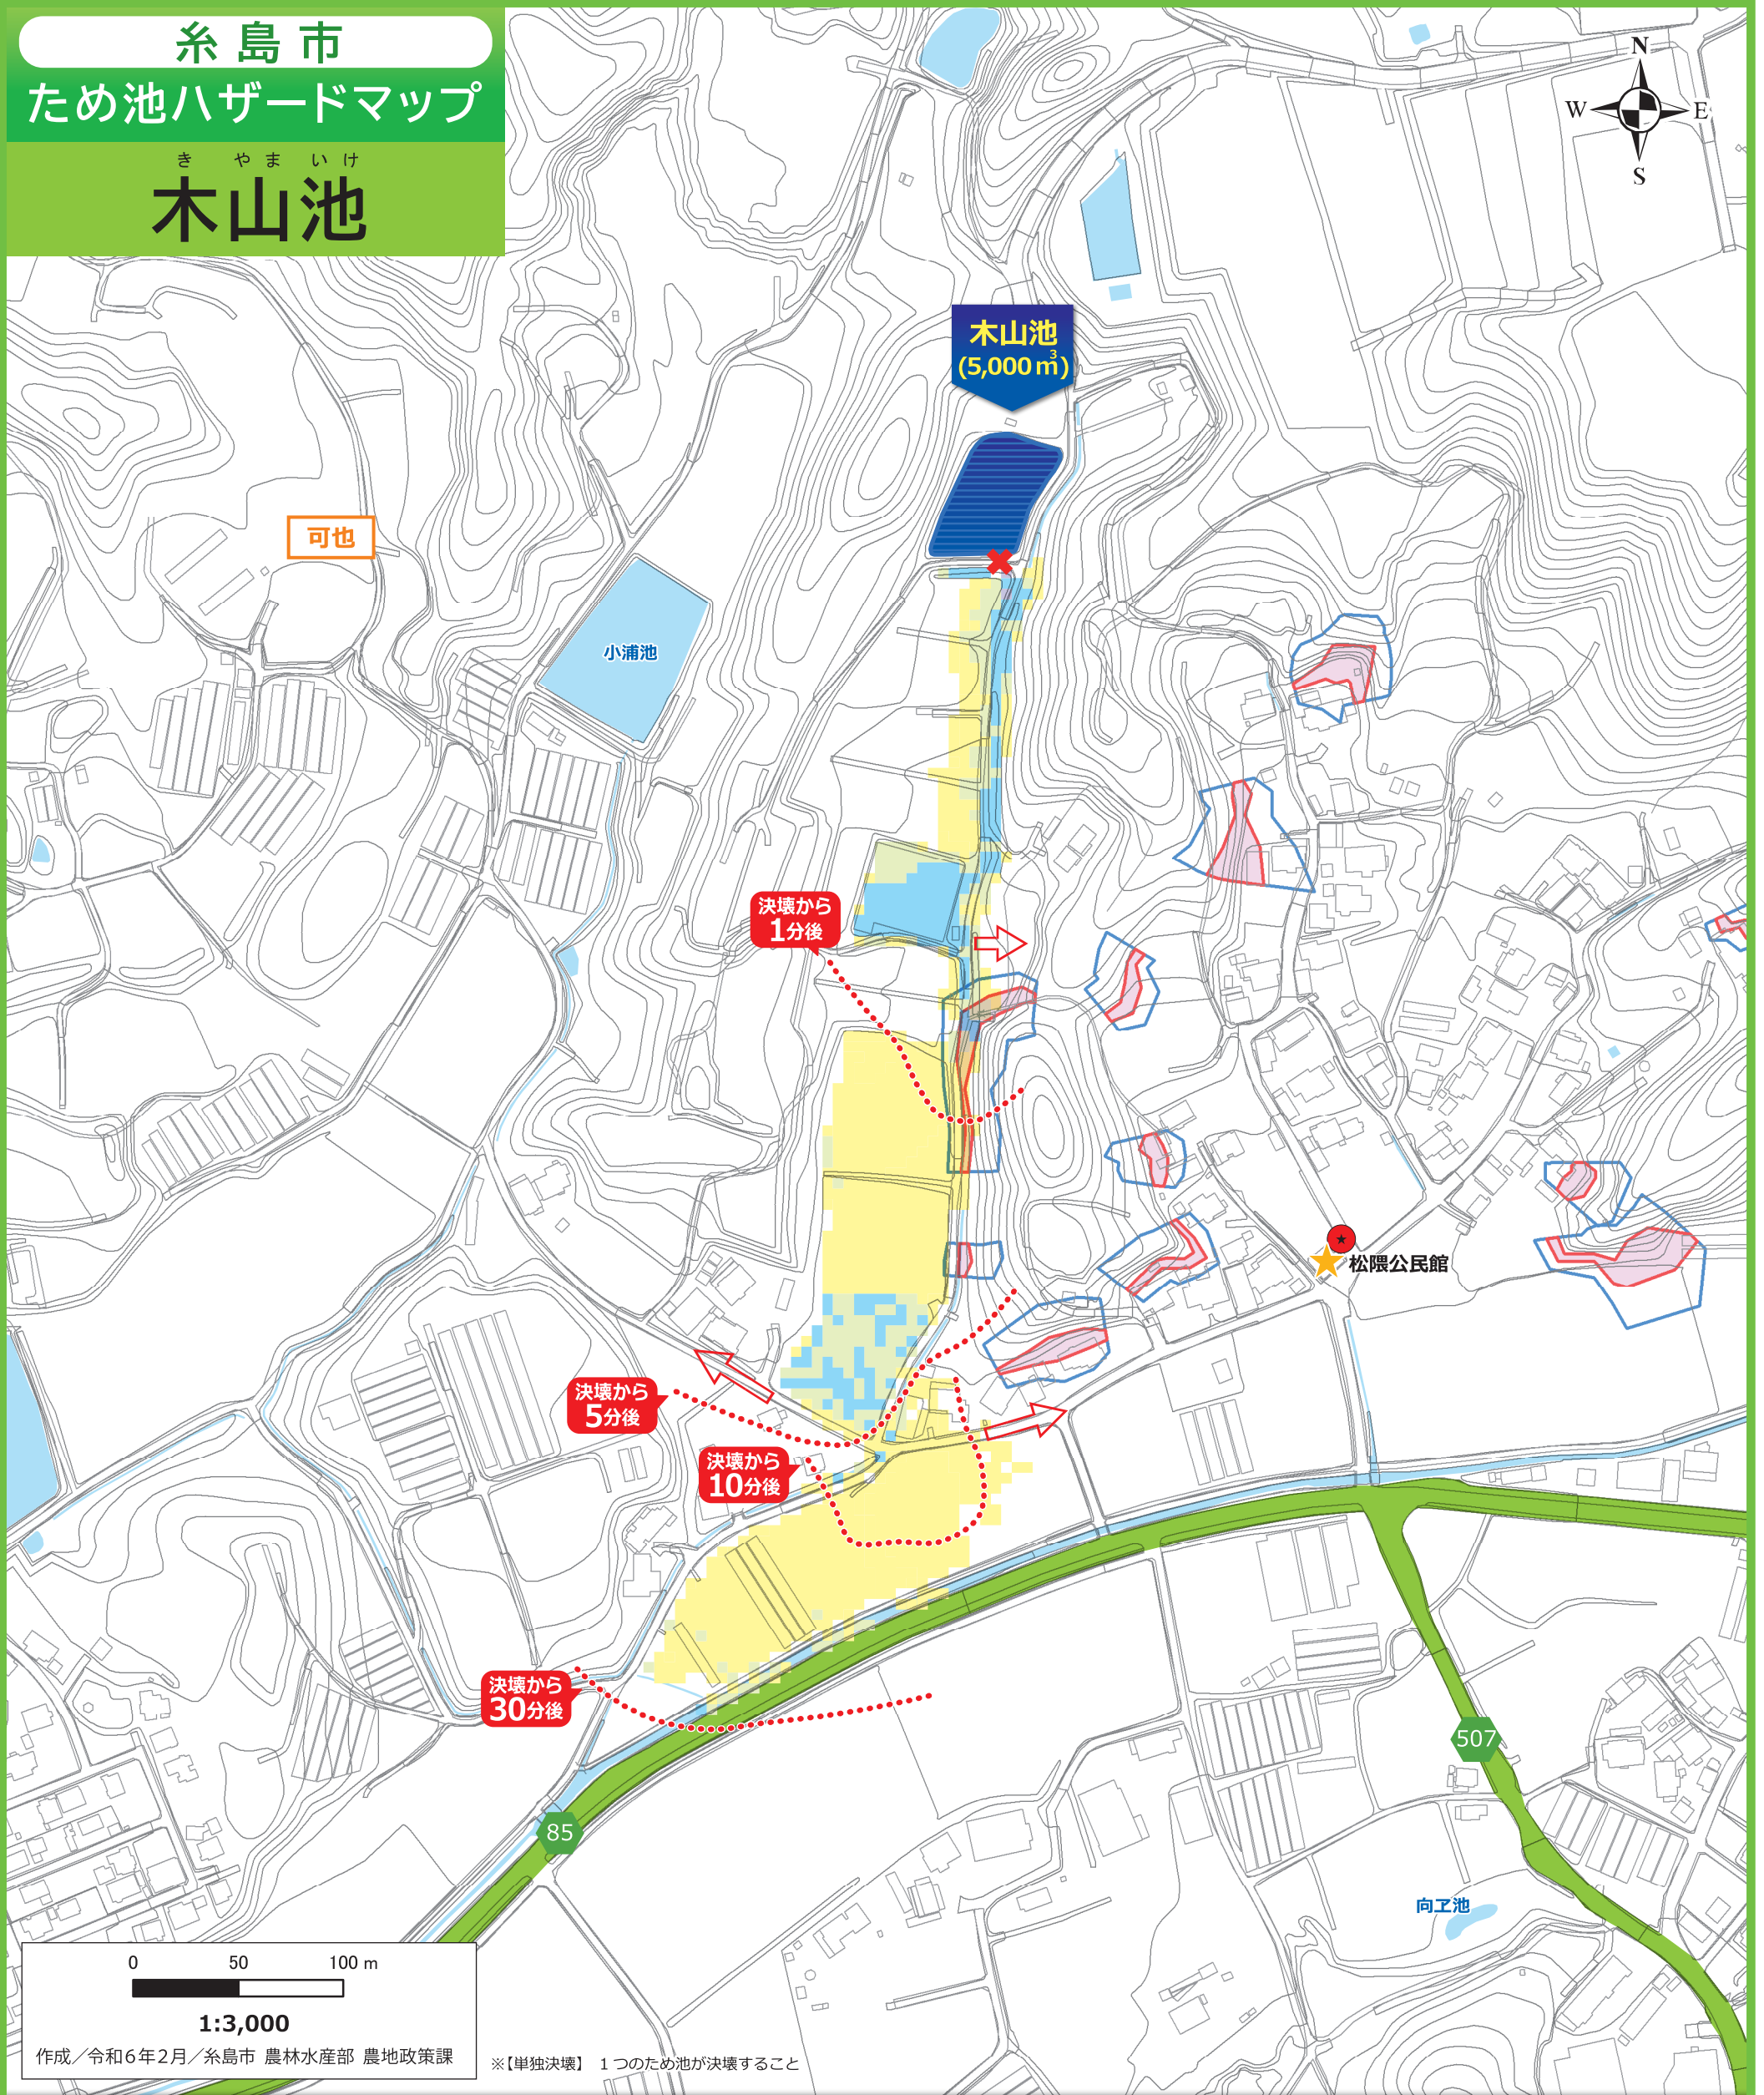 糸島市
ため池ハザードマップ
き やま いけ
木山池
N
W
E
S
木山池
(5,000㎥)
可也
小浦池
決壊から
1分後
松隈公民館
決壊から
5分後
決壊から
10分後
決壊から
30分後
507
85
向ヱ池
0 50 100 m
1:3,000
作成／令和6年2月／糸島市 農林水産部 農地政策課
※【単独決壊】 1つのため池が決壊すること